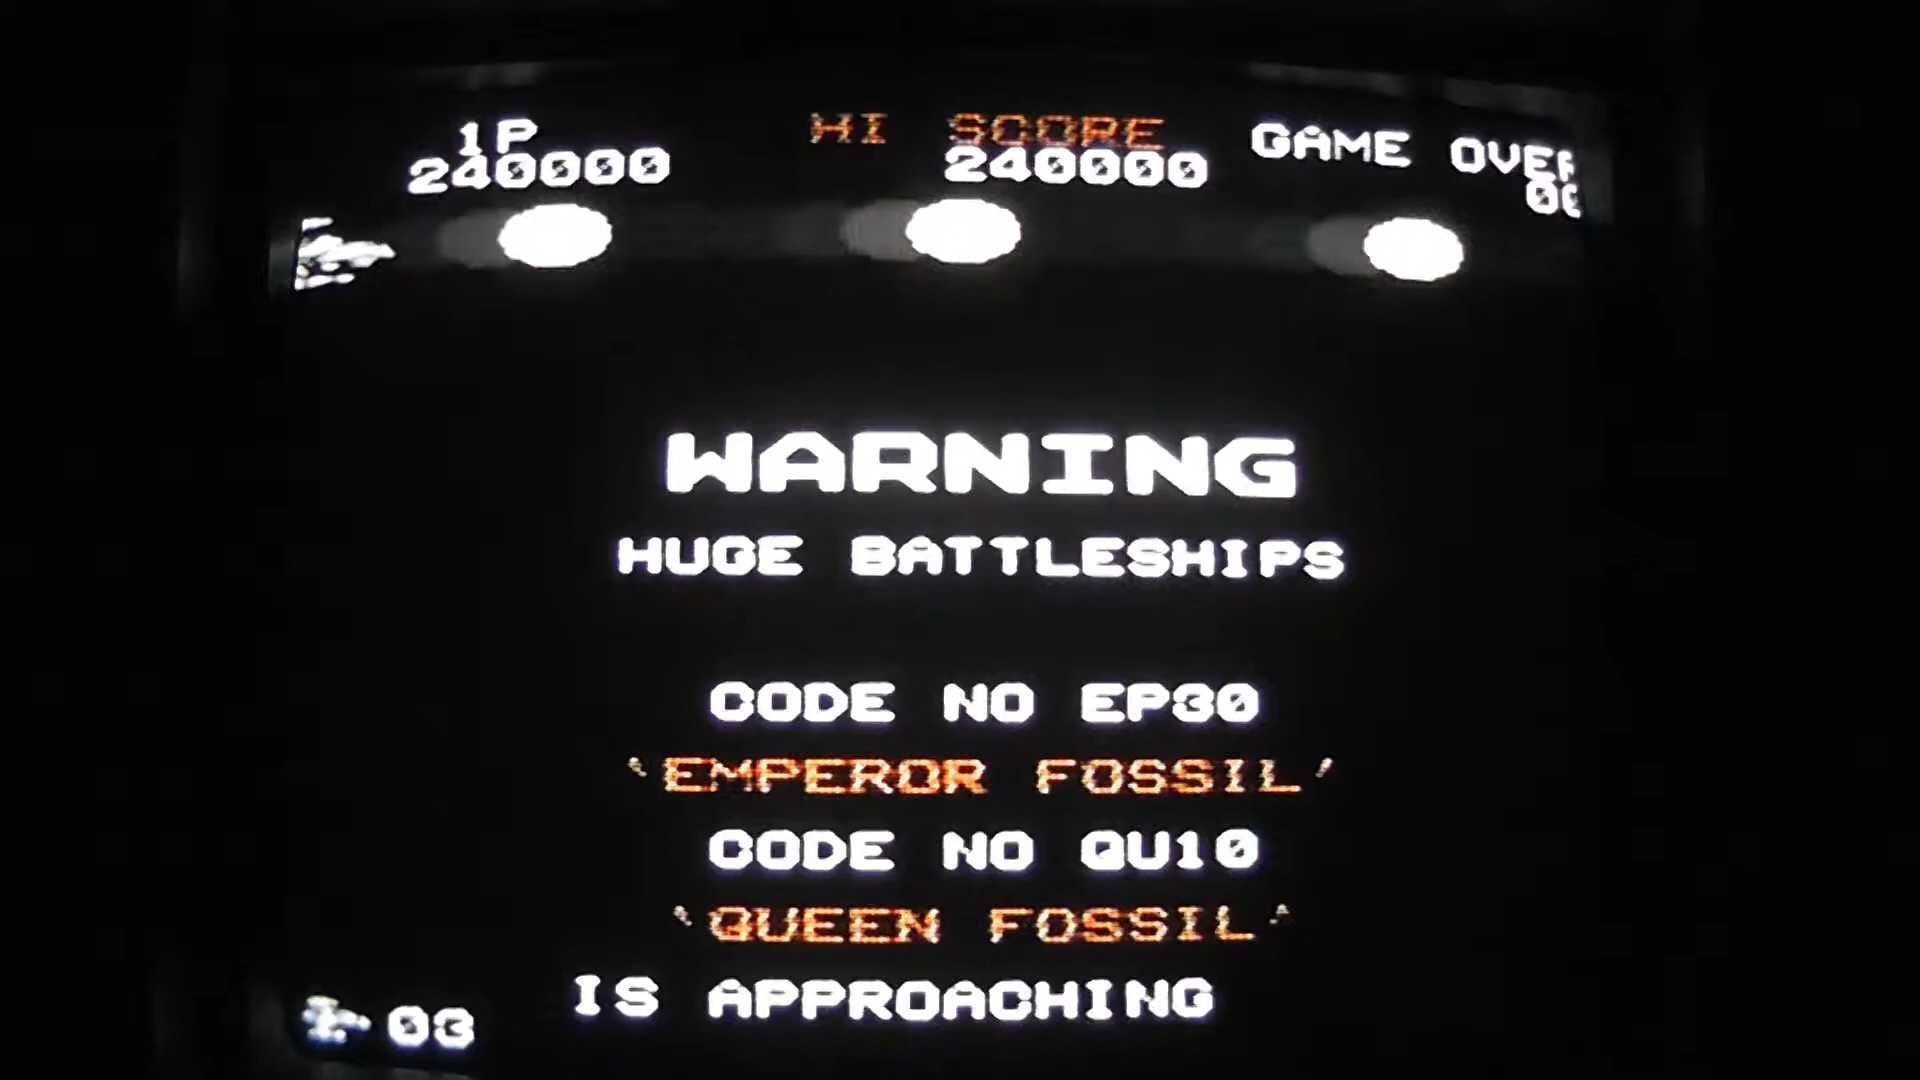 1P HI SCORE GAME OVER
240000 240000 00
WARNING
HUGE BATTLESHIPS
CODE NO EP30
'EMPEROR FOSSIL'
CODE NO QU10
'QUEEN FOSSIL'
IS APPROACHING
03